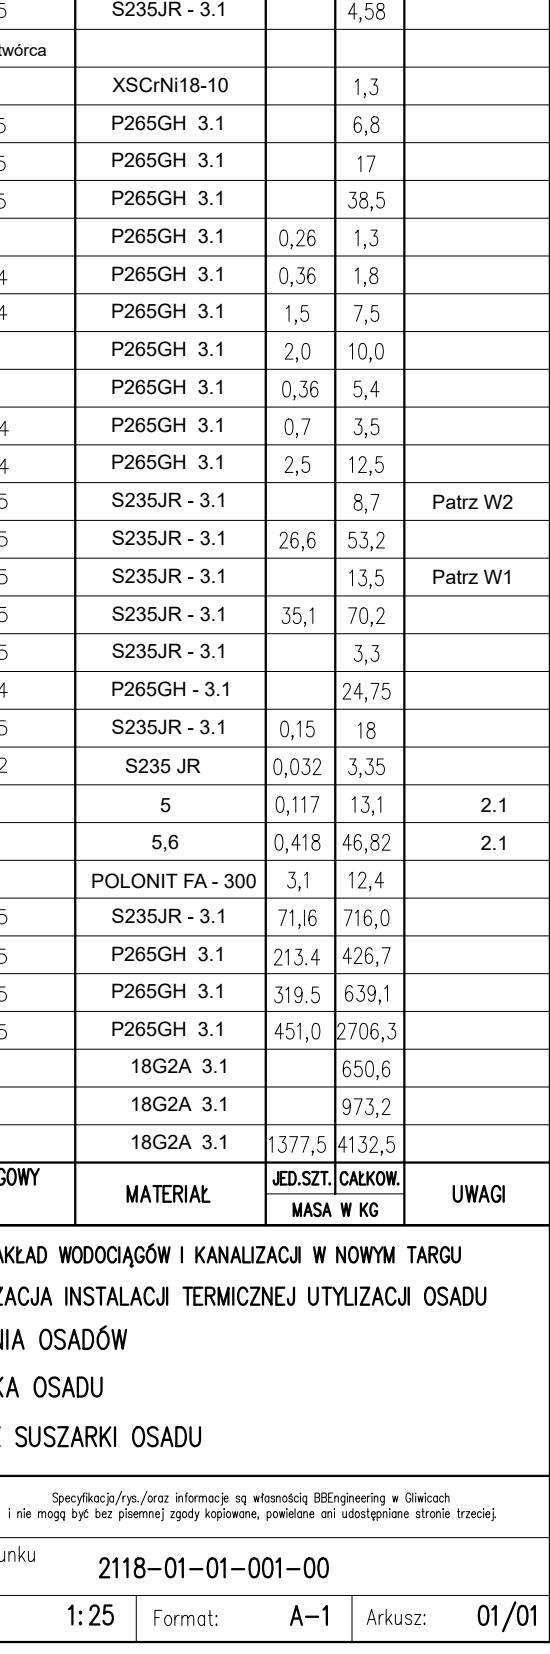 5 S235JR - 3.1 4,58
twórca
XSCrNi18-10 1,3
5 P265GH 3.1 6,8
5 P265GH 3.1 17
5 P265GH 3.1 38,5
P265GH 3.1 0,26 1,3
4 P265GH 3.1 0,36 1,8
4 P265GH 3.1 1,5 7,5
P265GH 3.1 2,0 10,0
P265GH 3.1 0,36 5,4
4 P265GH 3.1 0,7 3,5
4 P265GH 3.1 2,5 12,5
5 S235JR - 3.1 8,7 Patrz W2
5 S235JR - 3.1 26,6 53,2
5 S235JR - 3.1 13,5 Patrz W1
5 S235JR - 3.1 35,1 70,2
5 S235JR - 3.1 3,3
4 P265GH - 3.1 24,75
5 S235JR - 3.1 0,15 18
2 S235 JR 0,032 3,35
5 0,117 13,1 2.1
5,6 0,418 46,82 2.1
POLONIT FA - 300 3,1 12,4
5 S235JR - 3.1 71,16 716,0
5 P265GH 3.1 213.4 426,7
5 P265GH 3.1 319.5 639,1
5 P265GH 3.1 451,0 2706,3
18G2A 3.1 650,6
18G2A 3.1 973,2
18G2A 3.1 1377,5 4132,5
GOWY MATERIAŁ JED.SZT. CAŁKOW. UWAGI
MASA W KG
AKŁAD WODOCIĄGÓW I KANALIZACJI W NOWYM TARGU
ZACJA INSTALACJI TERMICZNEJ UTYLIZACJI OSADU
NIA OSADÓW
KA OSADU
E SUSZARKI OSADU
Specyfikacja/rys./oraz informacje są własnością BBEngineering w Gliwicach
i nie mogą być bez pisemnej zgody kopiowane, powielane ani udostępniane stronie trzeciej.
unku 2118-01-01-001-00
1:25 Format: A-1 Arkusz: 01/01